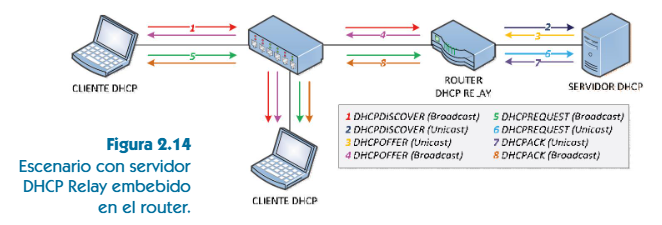 1
4
2
3
5
8
6
7
CLIENTE DHCP
ROUTER
DHCP RELAY
SERVIDOR DHCP
1 DHCPDISCOVER (Broadcast)
2 DHCPDISCOVER (Unicast)
3 DHCPOFFER (Unicast)
4 DHCPOFFER (Broadcast)
5 DHCPREQUEST (Broadcast)
6 DHCPREQUEST (Unicast)
7 DHCPACK (Unicast)
8 DHCPACK (Broadcast)
CLIENTE DHCP
Figura 2.14
Escenario con servidor
DHCP Relay embebido
en el router.